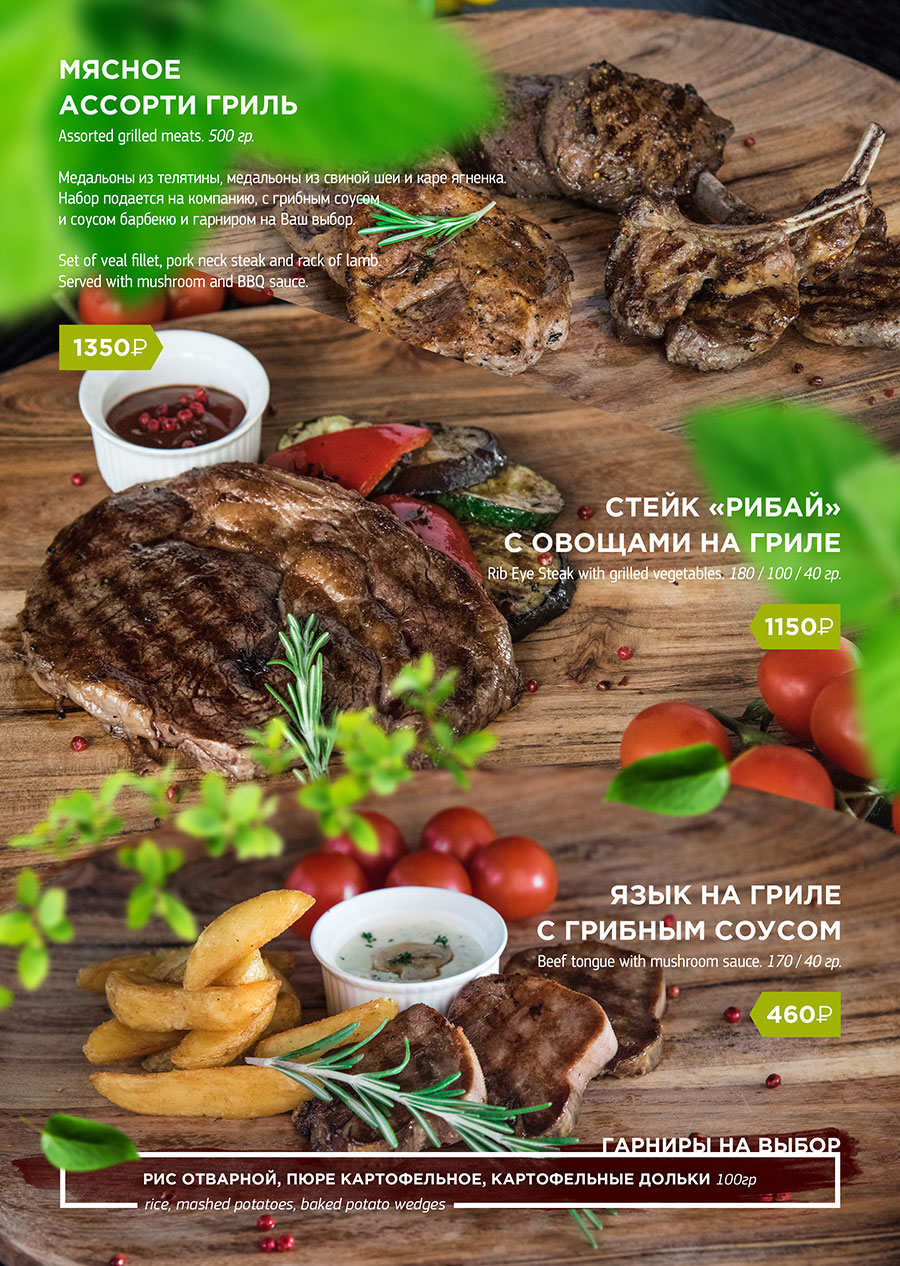 МЯСНОЕ
АССОРТИ ГРИЛЬ
Assorted grilled meats. 500 гр.
Медальоны из телятины, медальоны из свиной шеи и каре ягненка.
Набор подается на компанию, с грибным соусом
и соусом барбекю и гарниром на Ваш выбор.
Set of veal fillet, pork neck steak and rack of lamb.
Served with mushroom and BBQ sauce.
1350₽
СТЕЙК «РИБАЙ»
С ОВОЩАМИ НА ГРИЛЕ
Rib Eye Steak with grilled vegetables. 180 / 100 / 40 гр.
1150₽
ЯЗЫК НА ГРИЛЕ
С ГРИБНЫМ СОУСОМ
Beef tongue with mushroom sauce. 170 / 40 гр.
460₽
ГАРНИРЫ НА ВЫБОР
РИС ОТВАРНОЙ, ПЮРЕ КАРТОФЕЛЬНОЕ, КАРТОФЕЛЬНЫЕ ДОЛЬКИ 100гр
rice, mashed potatoes, baked potato wedges